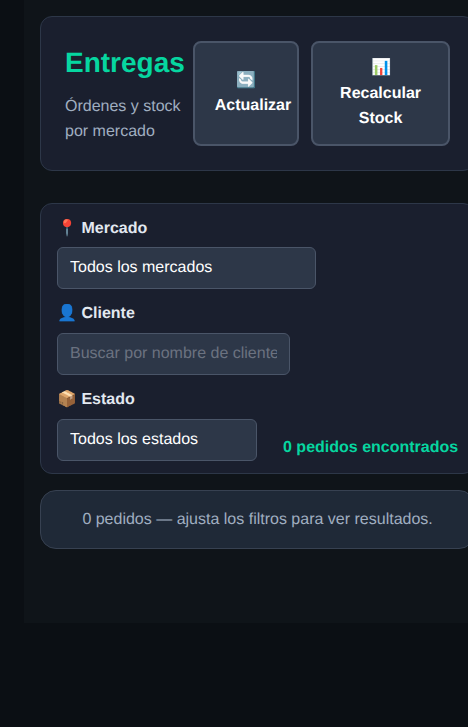 Entregas
Órdenes y stock
por mercado
🔄
Actualizar
📊
Recalcular
Stock
📍 Mercado
Todos los mercados
👤 Cliente
Buscar por nombre de cliente
📦 Estado
Todos los estados
0 pedidos encontrados
0 pedidos — ajusta los filtros para ver resultados.